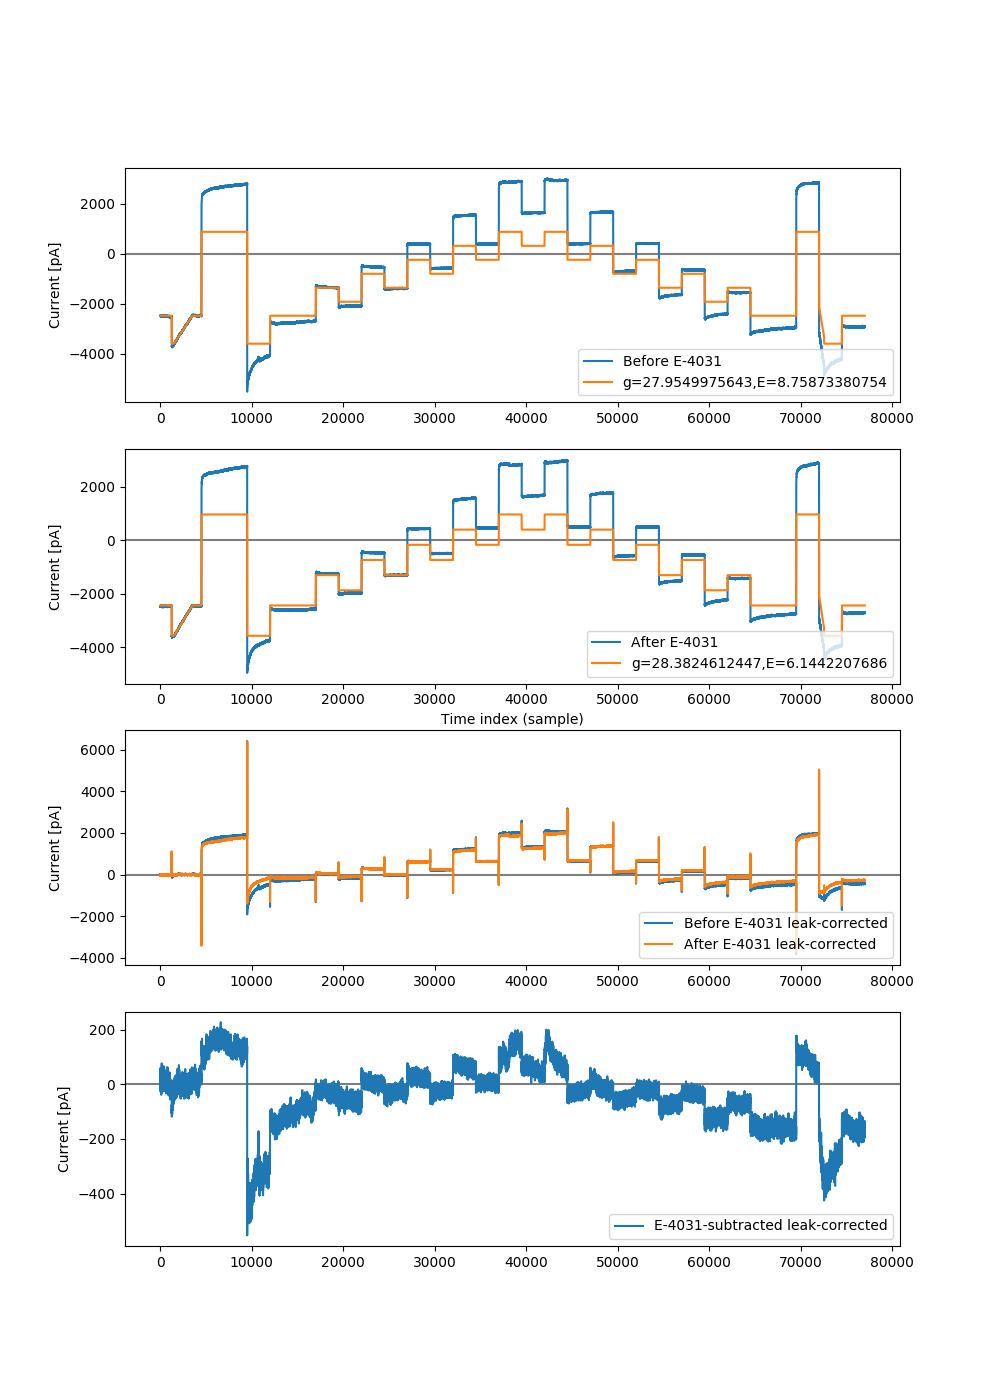 2000
0
−2000
−4000
Current [pA]
Before E-4031
g=27.9549975643,E=8.75873380754
0 10000 20000 30000 40000 50000 60000 70000 80000
2000
0
−2000
−4000
Current [pA]
After E-4031
g=28.3824612447,E=6.1442207686
0 10000 20000 30000 40000 50000 60000 70000 80000
Time index (sample)
6000
4000
2000
0
−2000
−4000
Current [pA]
Before E-4031 leak-corrected
After E-4031 leak-corrected
0 10000 20000 30000 40000 50000 60000 70000 80000
200
0
−200
−400
Current [pA]
E-4031-subtracted leak-corrected
0 10000 20000 30000 40000 50000 60000 70000 80000